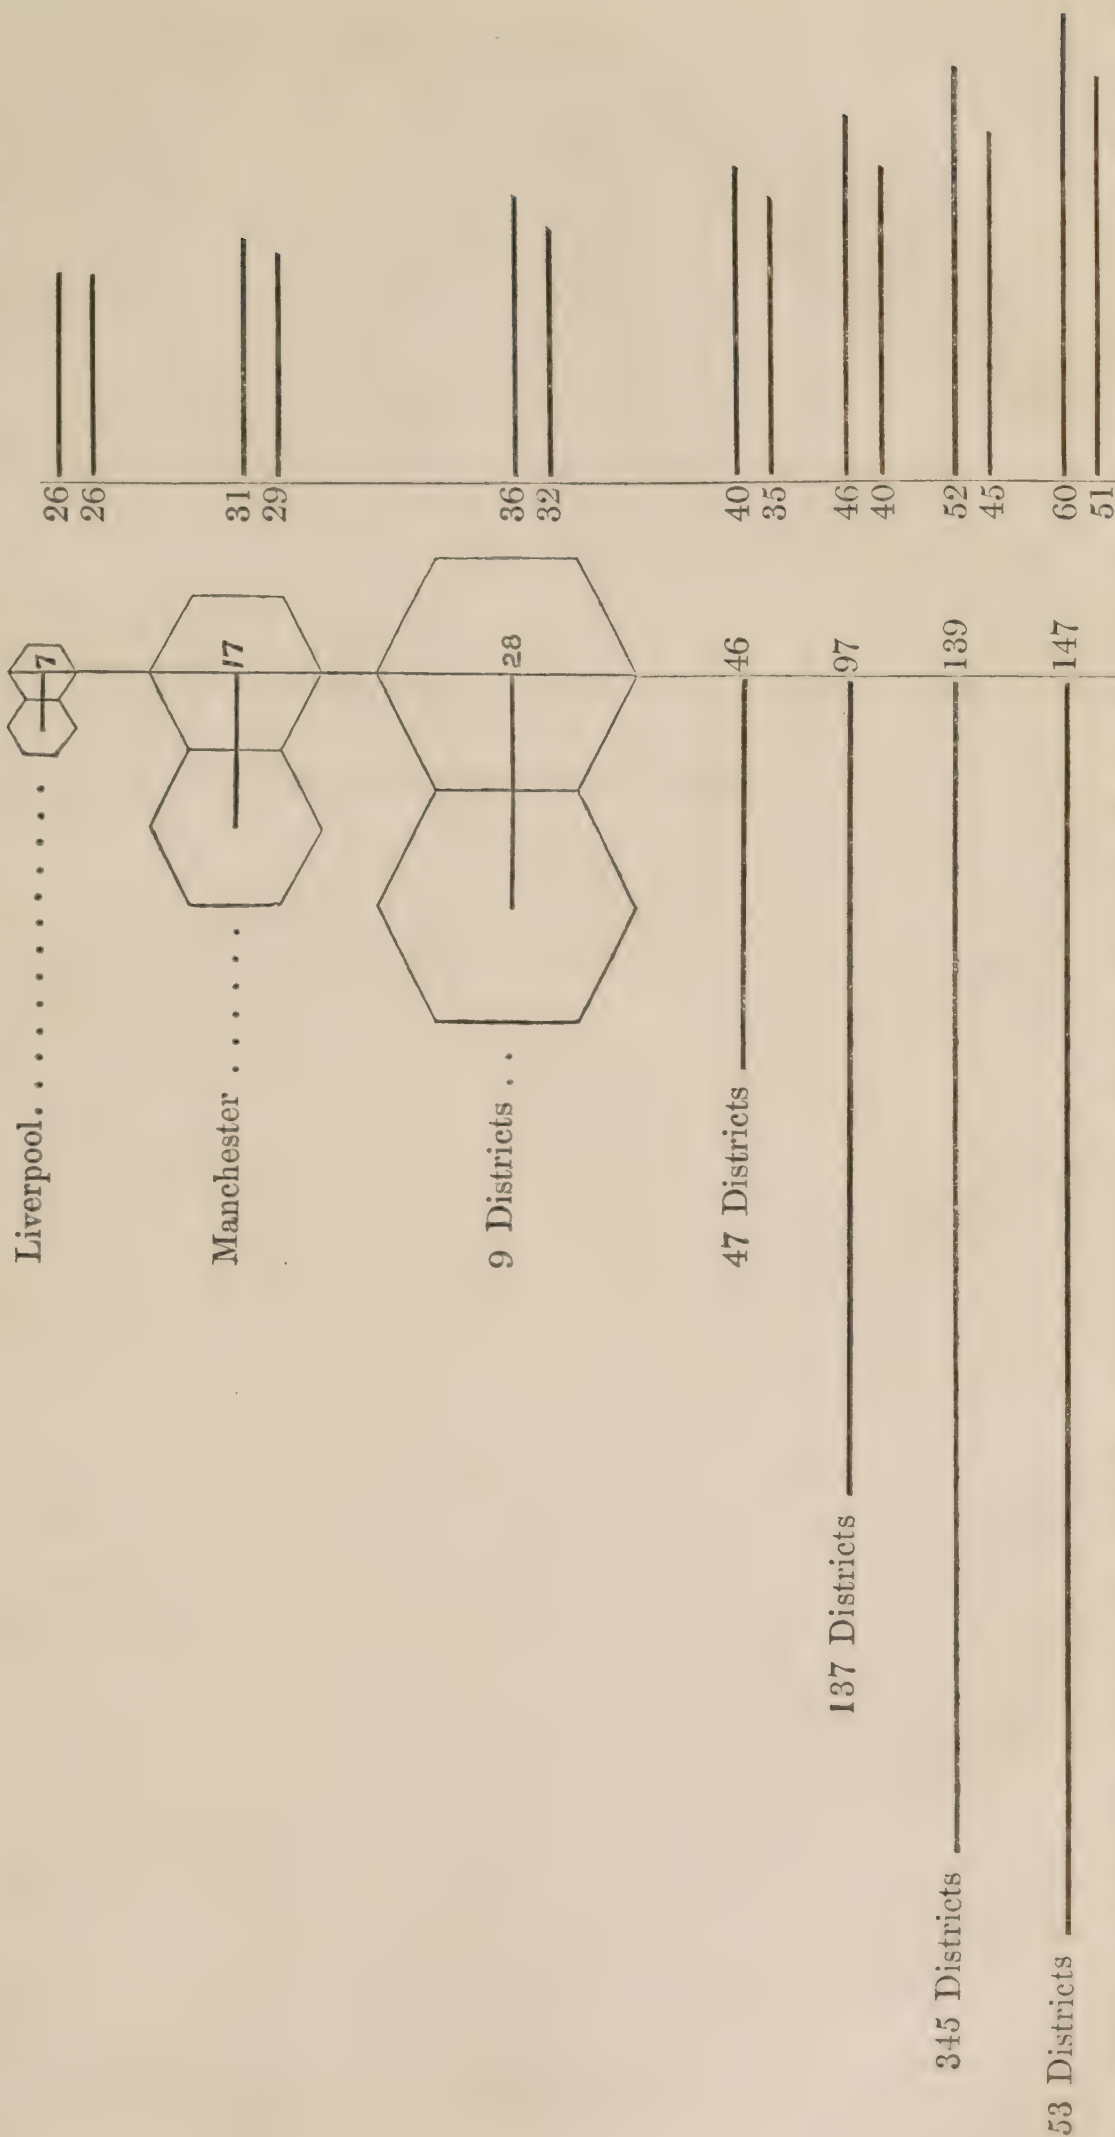 Liverpool. . . . . . . . . . . . . 7 26
26
Manchester . . . . . . . 17 31
29
9 Districts . . 28 36
32
47 Districts 46 40
35
137 Districts 97 46
40
345 Districts 139 52
45
53 Districts 147 60
51